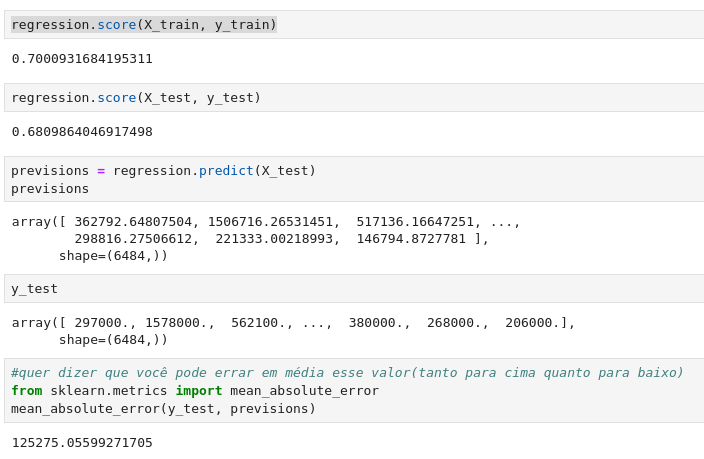 regression.score(X_train, y_train)
0.7000931684195311
regression.score(X_test, y_test)
0.6809864046917498
previsions = regression.predict(X_test)
previsions
array([ 362792.64807504, 1506716.26531451,  517136.16647251, ...,
        298816.27506612,  221333.00218993,  146794.8727781 ],
      shape=(6484,))
y_test
array([ 297000., 1578000.,  562100., ...,  380000.,  268000.,  206000.],
      shape=(6484,))
#quer dizer que você pode errar em média esse valor(tanto para cima quanto para baixo)
from sklearn.metrics import mean_absolute_error
mean_absolute_error(y_test, previsions)
125275.05599271705